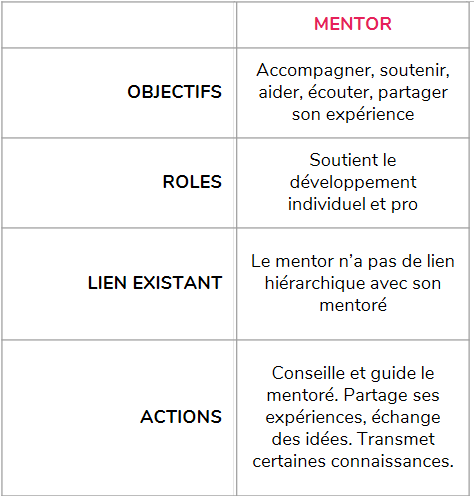 MENTOR
OBJECTIFS
Accompagner, soutenir,
aider, écouter, partager
son expérience
ROLES
Soutient le
développement
individuel et pro
LIEN EXISTANT
Le mentor n’a pas de lien
hiérarchique avec son
mentoré
ACTIONS
Conseille et guide le
mentoré. Partage ses
expériences, échange
des idées. Transmet
certaines connaissances.